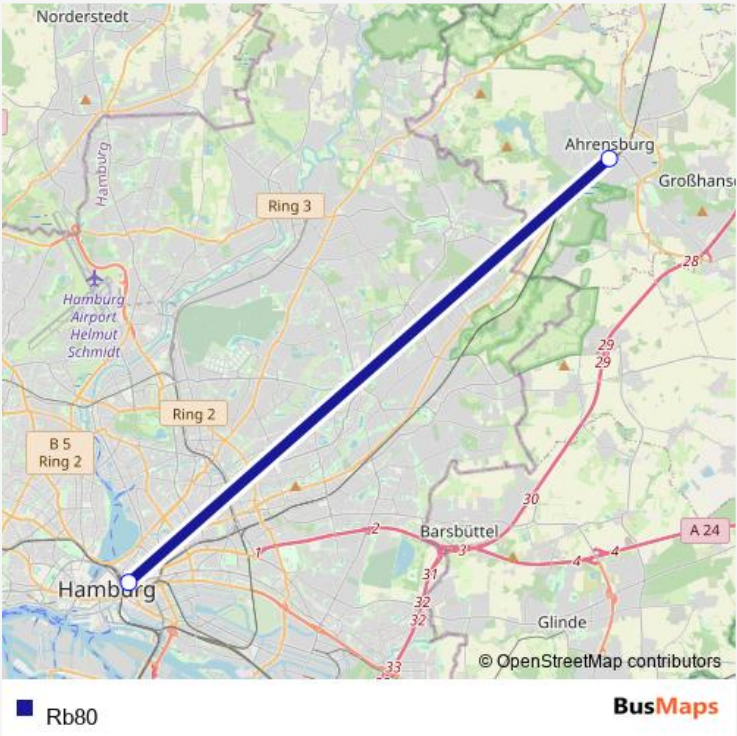 Norderstedt
Ahrensburg
Hamburg
Großhans
Ring 3
28
Hamburg
Airport
Helmut
Schmidt
29
29
Ring 2
B 5
Ring 2
30
2
Barsbüttel
A 24
1
3
4
4
31
Hamburg
32
32
Glinde
33
© OpenStreetMap contributors
Rb80
BusMaps